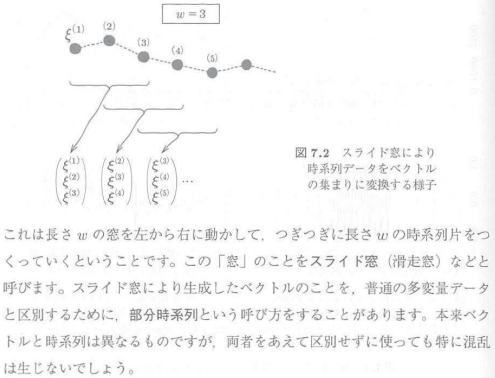 w = 3
ξ(1) (2) (3) (4) (5)
ξ(1) ξ(2) ξ(3)
ξ(2) ξ(3) ξ(4)
ξ(3) ξ(4) ξ(5) …
図 7.2 スライド窓により
時系列データをベクトル
の集まりに変換する様子
これは長さ w の窓を左から右に動かして，つぎつぎに長さ w の時系列片をつ
くっていくということです。この「窓」のことをスライド窓（滑走窓）などと
呼びます。スライド窓により生成したベクトルのことを，普通の多変量データ
と区別するために，部分時系列という呼び方をすることがあります。本来ベク
トルと時系列は異なるものですが，両者をあえて区別せずに使っても特に混乱
は生じないでしょう。